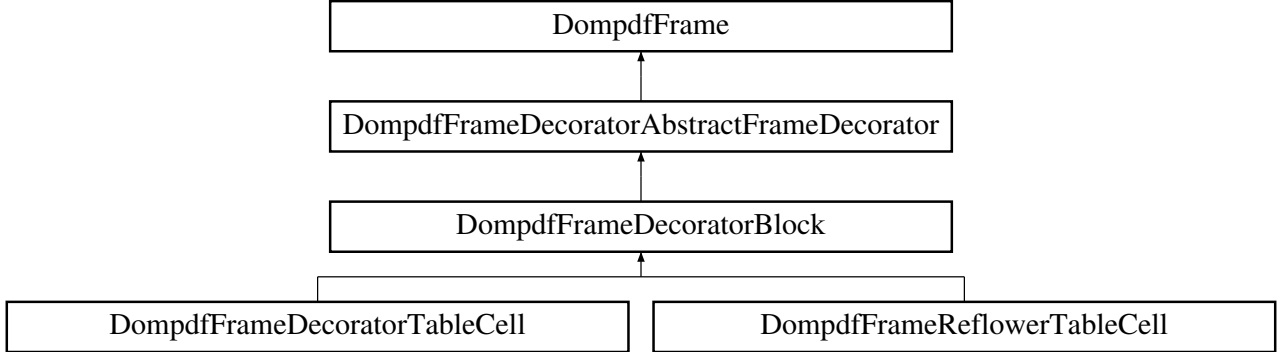 DompdfFrame
DompdfFrameDecoratorAbstractFrameDecorator
DompdfFrameDecoratorBlock
DompdfFrameDecoratorTableCell
DompdfFrameReflowerTableCell